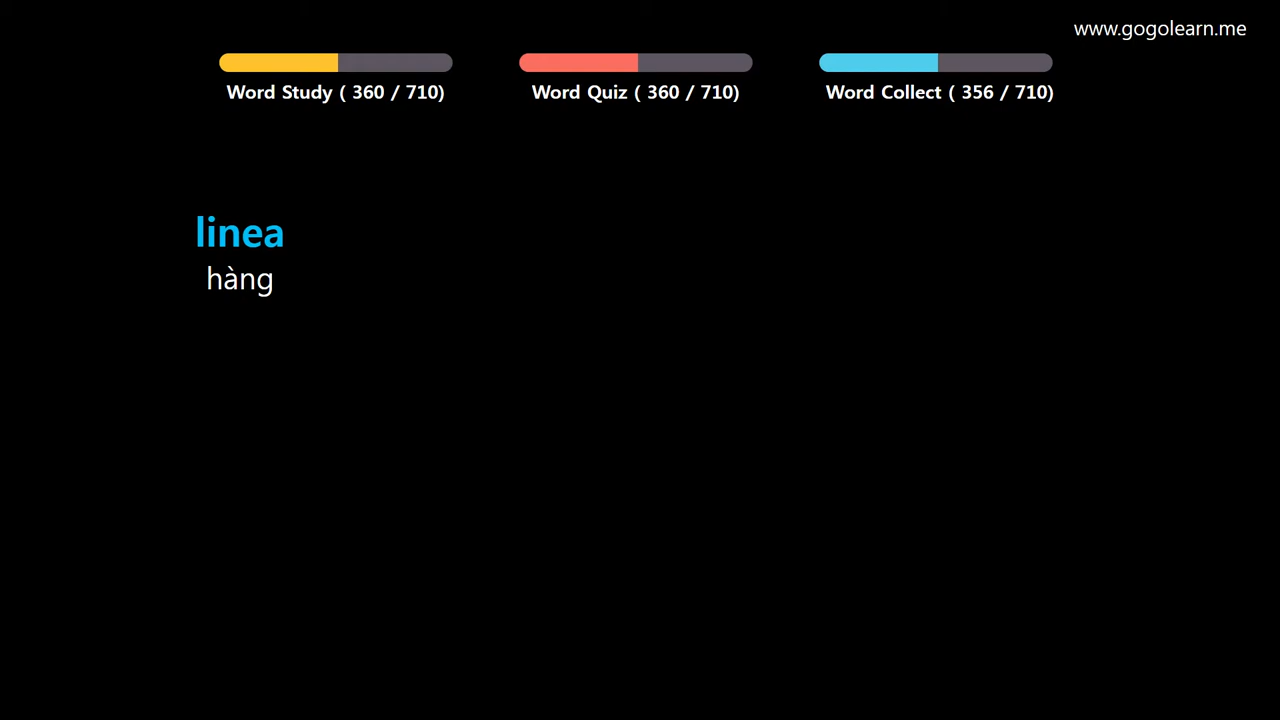 www.gogolearn.me
Word Study ( 360 / 710)
Word Quiz ( 360 / 710)
Word Collect ( 356 / 710)
linea
hàng